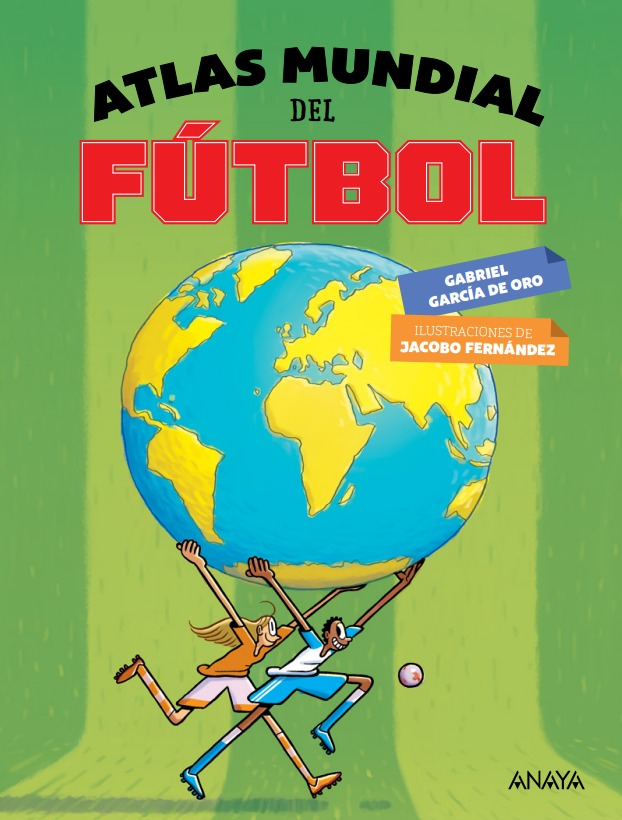 ATLAS MUNDIAL
DEL
FÚTBOL
GABRIEL
GARCÍA DE ORO
ILUSTRACIONES DE
JACOBO FERNÁNDEZ
ANAYA